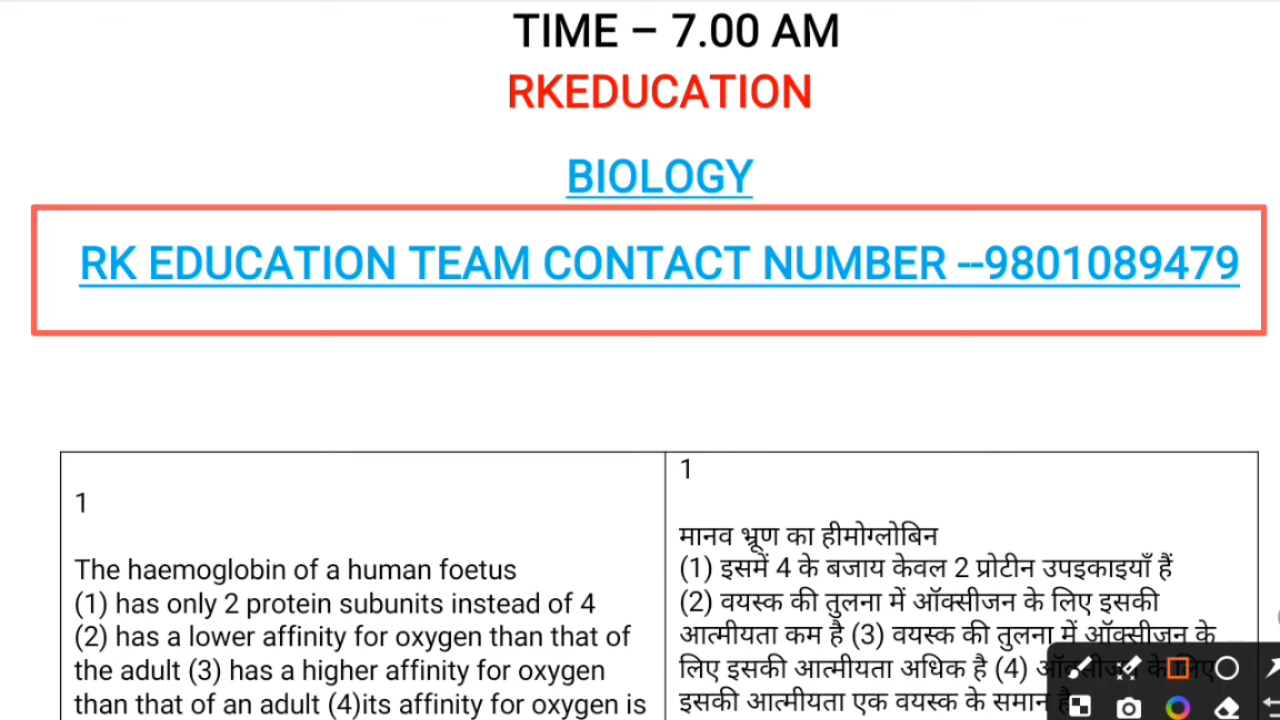 TIME – 7.00 AM
RKEDUCATION
BIOLOGY
RK EDUCATION TEAM CONTACT NUMBER --9801089479
1
The haemoglobin of a human foetus
(1) has only 2 protein subunits instead of 4
(2) has a lower affinity for oxygen than that of
the adult (3) has a higher affinity for oxygen
than that of an adult (4)its affinity for oxygen is
1
मानव भ्रूण का हीमोग्लोबिन
(1) इसमें 4 के बजाय केवल 2 प्रोटीन उपइकाइयाँ हैं
(2) वयस्क की तुलना में ऑक्सीजन के लिए इसकी
आत्मीयता कम है (3) वयस्क की तुलना में ऑक्सीजन के
लिए इसकी आत्मीयता अधिक है (4) ऑक्सीजन के लिए
इसकी आत्मीयता एक वयस्क के समान है